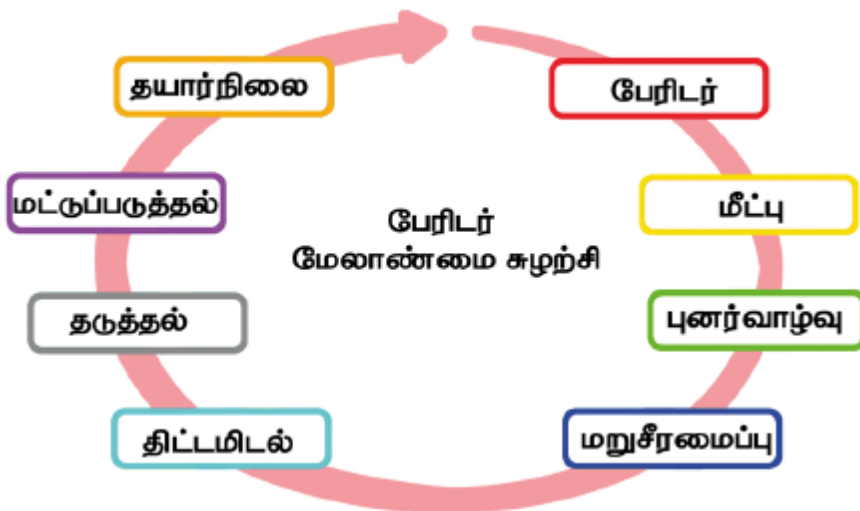 தயார்நிலை
பேரிடர்
மட்டுப்படுத்தல்
மீட்பு
பேரிடர்
மேலாண்மை சுழற்சி
தடுத்தல்
புனர்வாழ்வு
திட்டமிடல்
மறுசீரமைப்பு